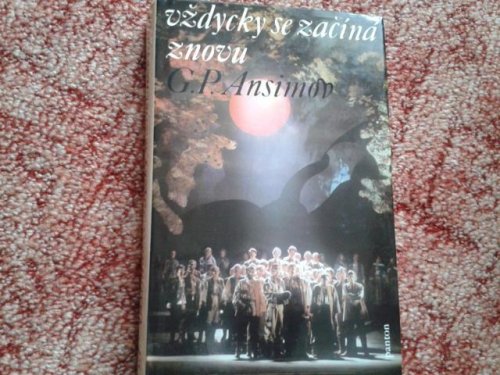 vždycky se začíná
znovu
G.P. Ansimov
panton